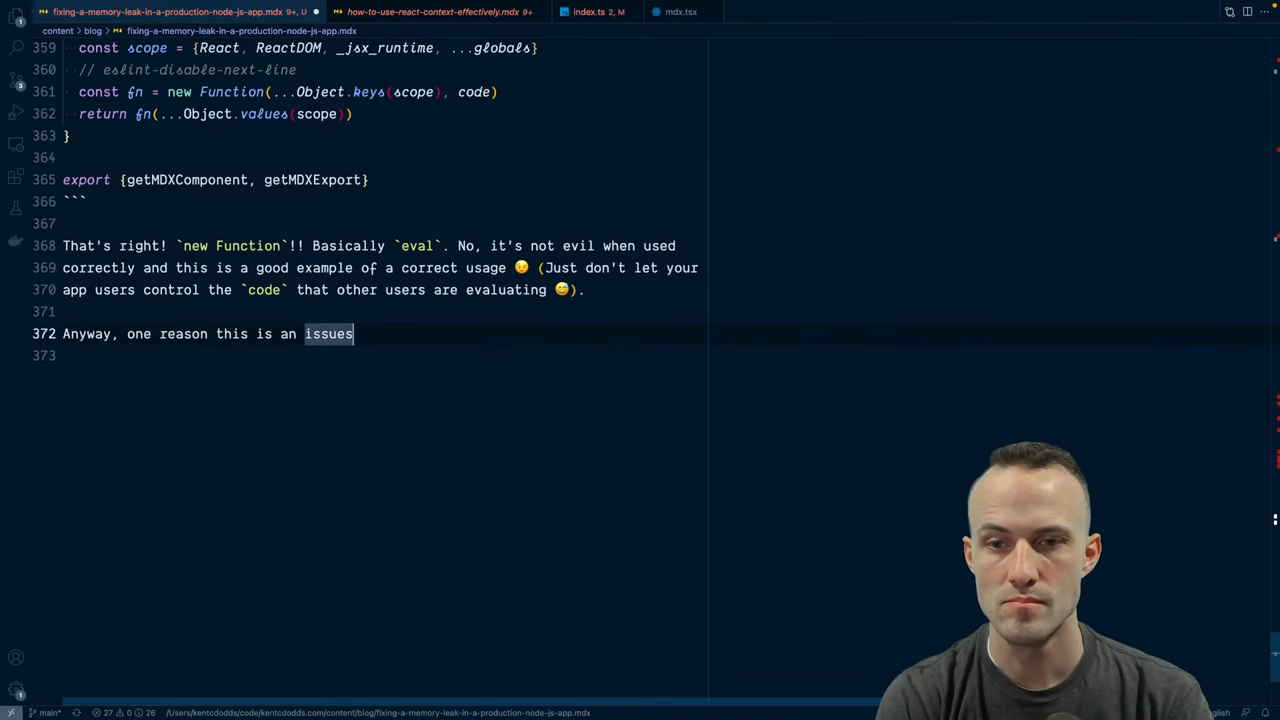 fixing-a-memory-leak-in-a-production-node-js-app.mdx 9+, U
how-to-use-react-context-effectively.mdx 9+
index.ts 2, M
mdx.tsx
content > blog > fixing-a-memory-leak-in-a-production-node-js-app.mdx
359 const scope = {React, ReactDOM, _jsx_runtime, ...globals}
360 // eslint-disable-next-line
361 const fn = new Function(...Object.keys(scope), code)
362 return fn(...Object.values(scope))
363 }
364
365 export {getMDXComponent, getMDXExport}
366 ```
367
368 That's right! `new Function`!! Basically `eval`. No, it's not evil when used
369 correctly and this is a good example of a correct usage 😉 (Just don't let your
370 app users control the `code` that other users are evaluating 😅).
371
372 Anyway, one reason this is an issues
373
main* 27 0 26 /Users/kentcdodds/code/kentcdodds.com/content/blog/fixing-a-memory-leak-in-a-production-node-js-app.mdx